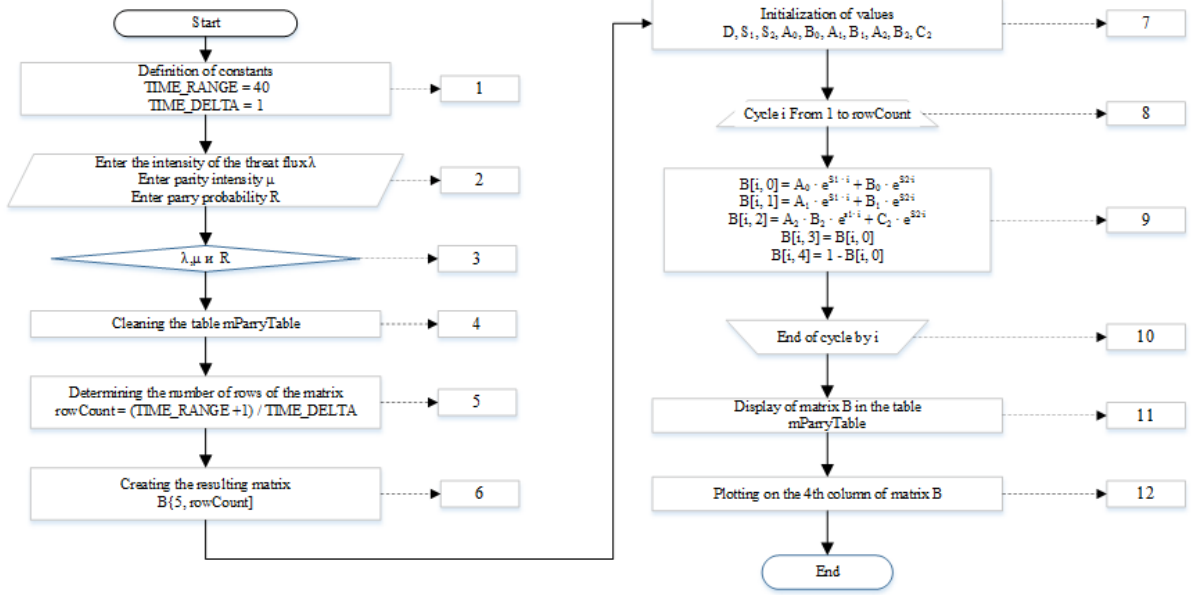 Start
Definition of constants
TIME_RANGE = 40
TIME_DELTA = 1
1
Enter the intensity of the threat flux λ
Enter parity intensity μ
Enter parry probability R
2
λ,μ и R
3
Cleaning the table mParryTable
4
Determining the number of rows of the matrix
rowCount = (TIME_RANGE +1) / TIME_DELTA
5
Creating the resulting matrix
B{5, rowCount]
6
Initialization of values
D, S₁, S₂, A₀, B₀, A₁, B₁, A₂, B₂, C₂
7
Cycle i From 1 to rowCount
8
B[i, 0] = A₀ · e^S1 · i + B₀ · e^S2·i
B[i, 1] = A₁ · e^S1 · i + B₁ · e^S2·i
B[i, 2] = A₂ · B₂ · e^s1· i + C₂ · e^S2·i
B[i, 3] = B[i, 0]
B[i, 4] = 1 - B[i, 0]
9
End of cycle by i
10
Display of matrix B in the table
mParryTable
11
Plotting on the 4th column of matrix B
12
End